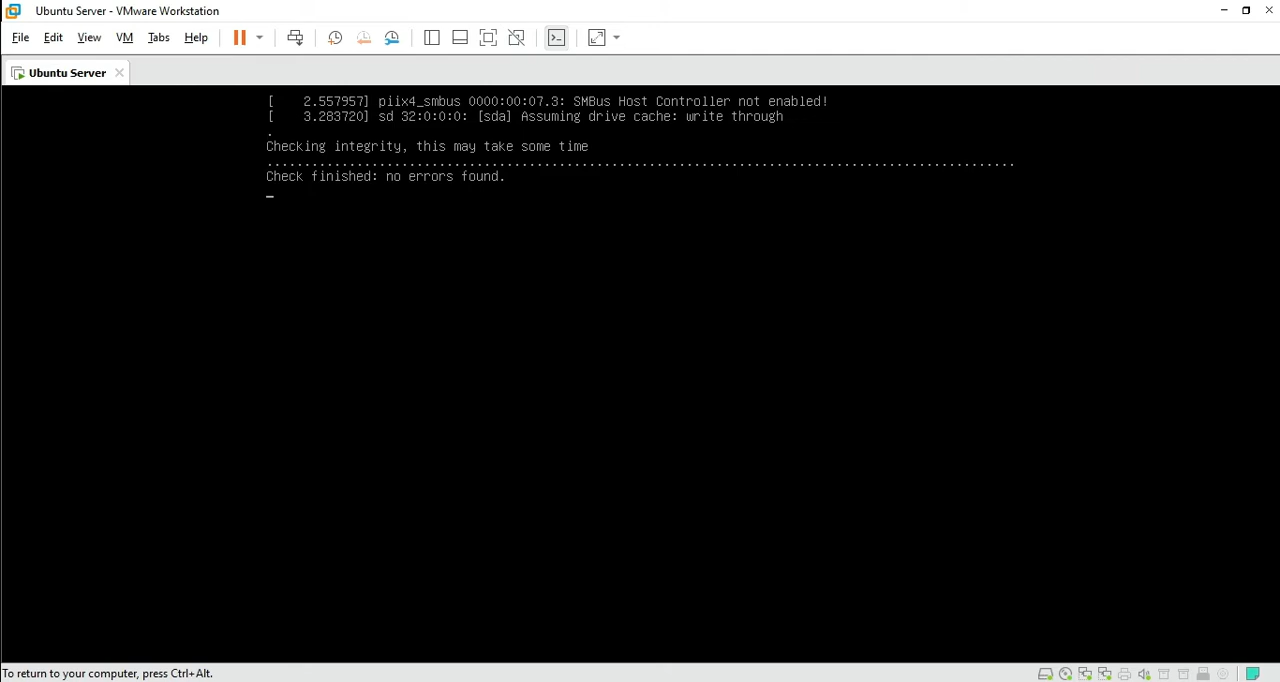 Ubuntu Server - VMware Workstation
File Edit View VM Tabs Help
Ubuntu Server
[    2.557957] piix4_smbus 0000:00:07.3: SMBus Host Controller not enabled!
[    3.283720] sd 32:0:0:0: [sda] Assuming drive cache: write through
.
Checking integrity, this may take some time
....................................................................................................
Check finished: no errors found.
_
To return to your computer, press Ctrl+Alt.